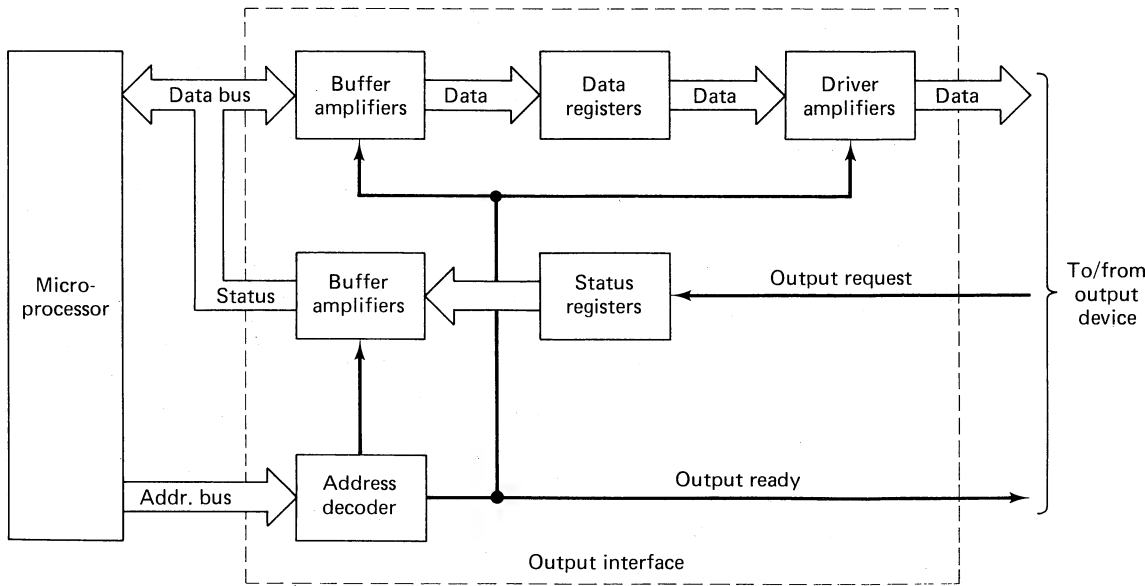 Micro-
processor
Data bus
Buffer
amplifiers
Data
Data
registers
Data
Driver
amplifiers
Data
Status
Buffer
amplifiers
Status
registers
Output request
To/from
output
device
Addr. bus
Address
decoder
Output ready
Output interface